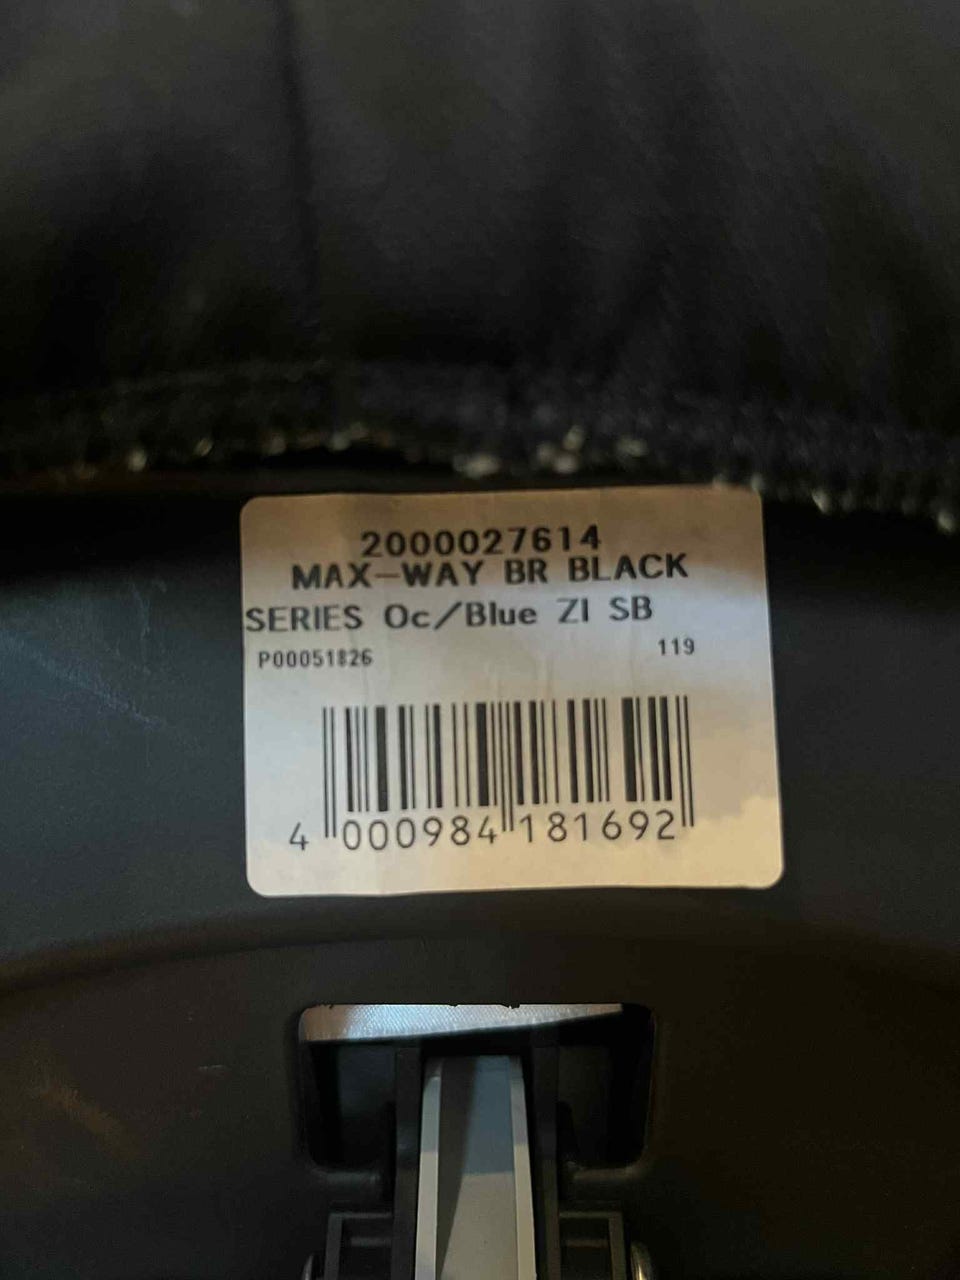 2000027614
MAX-WAY BR BLACK
SERIES Oc/Blue ZI SB
P00051826 119
4 000984 181692